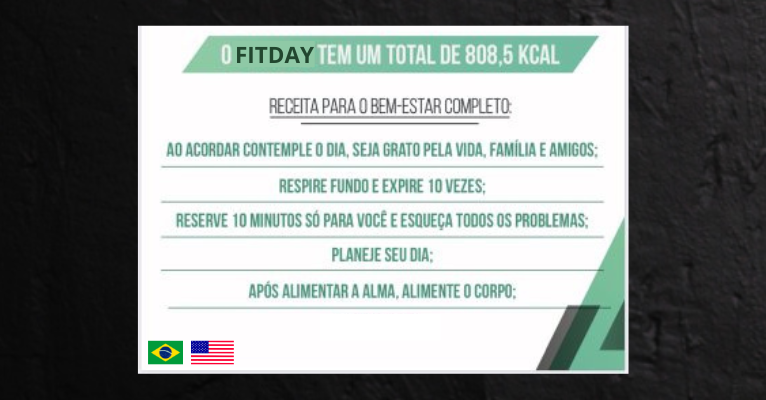 O FITDAY TEM UM TOTAL DE 808,5 KCAL
RECEITA PARA O BEM-ESTAR COMPLETO:
AO ACORDAR CONTEMPLE O DIA, SEJA GRATO PELA VIDA, FAMÍLIA E AMIGOS;
RESPIRE FUNDO E EXPIRE 10 VEZES;
RESERVE 10 MINUTOS SÓ PARA VOCÊ E ESQUEÇA TODOS OS PROBLEMAS;
PLANEJE SEU DIA;
APÓS ALIMENTAR A ALMA, ALIMENTE O CORPO;